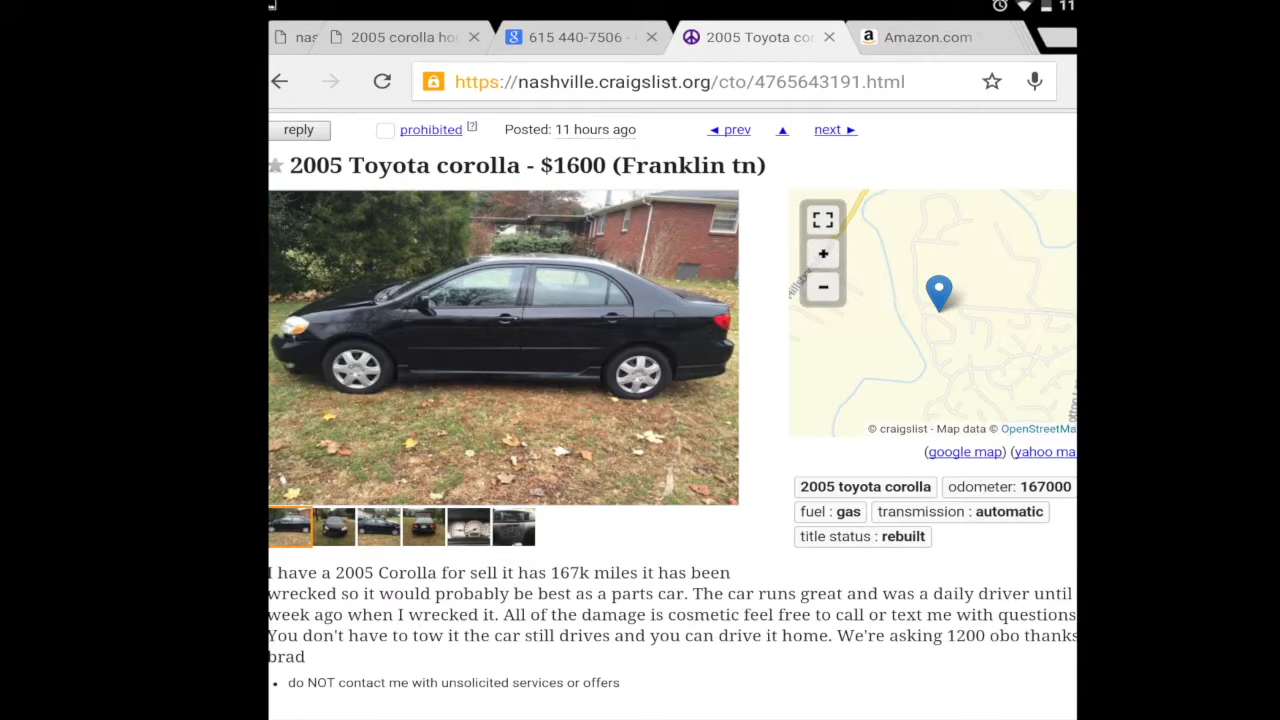 11
nas
2005 corolla ho
615 440-7506 -
2005 Toyota co
Amazon.com
https://nashville.craigslist.org/cto/4765643191.html
reply
prohibited [?]
Posted: 11 hours ago
◄ prev
▲
next ►
2005 Toyota corolla - $1600 (Franklin tn)
+
−
Hillsb
© craigslist - Map data © OpenStreetMa
(google map) (yahoo ma
2005 toyota corolla
odometer: 167000
fuel : gas
transmission : automatic
title status : rebuilt
I have a 2005 Corolla for sell it has 167k miles it has been
wrecked so it would probably be best as a parts car. The car runs great and was a daily driver until
week ago when I wrecked it. All of the damage is cosmetic feel free to call or text me with questions
You don't have to tow it the car still drives and you can drive it home. We're asking 1200 obo thanks
brad
• do NOT contact me with unsolicited services or offers